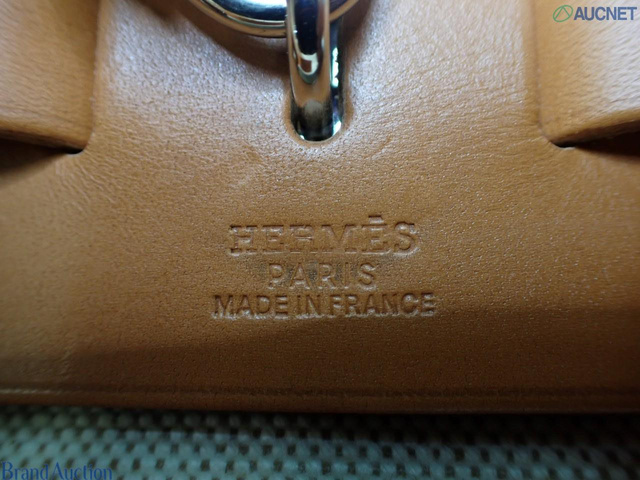 AUCNET
HERMÈS
PARIS
MADE IN FRANCE
Brand Auction